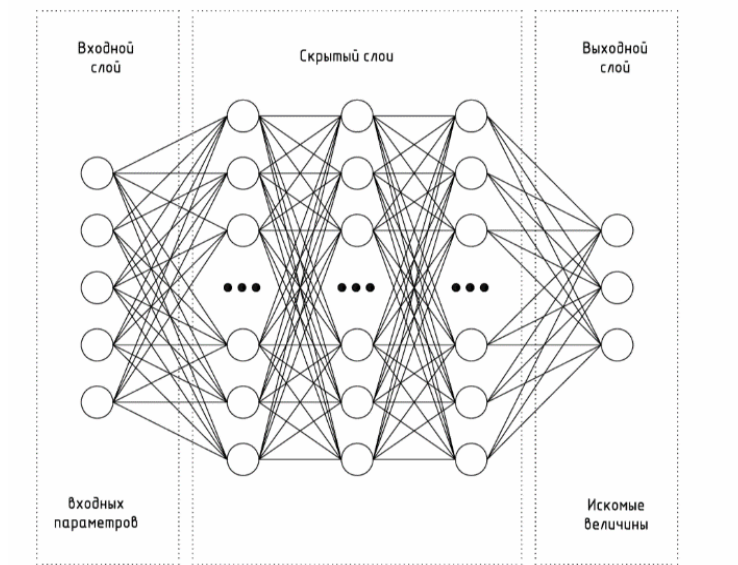 Входной
слой
Скрытый слои
Выходной
слой
входных
параметров
Искомые
величины